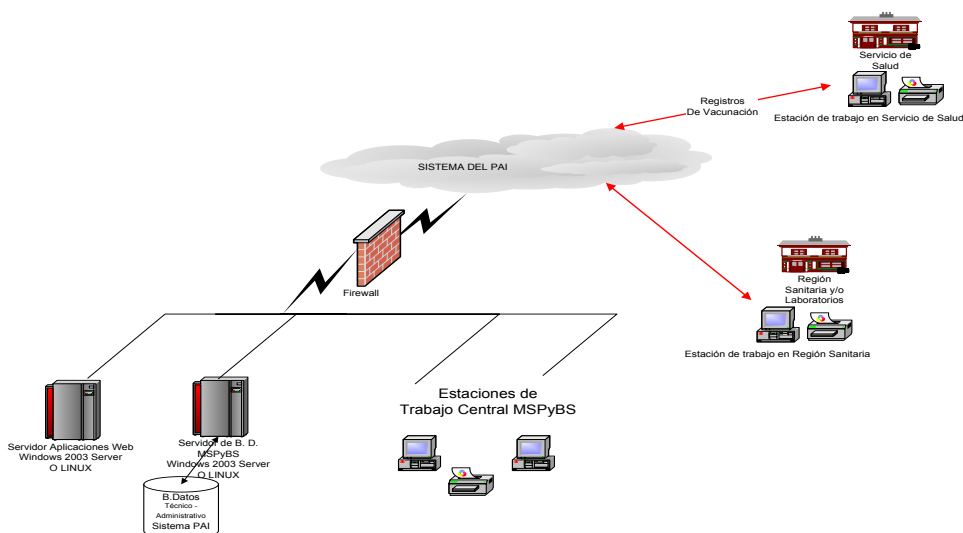 Servicio de
Salud
Registros
De Vacunación
Estación de trabajo en Servicio de Salud
SISTEMA DEL PAI
Firewall
Región
Sanitaria y/o
Laboratorios
Estación de trabajo en Región Sanitaria
Estaciones de
Trabajo Central MSPyBS
Servidor Aplicaciones Web
Windows 2003 Server
O LINUX
Servidor de B. D.
MSPyBS
Windows 2003 Server
O LINUX
B.Datos
Técnico -
Administrativo
Sistema PAI